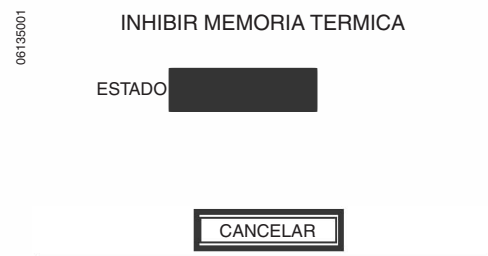 06135001
INHIBIR MEMORIA TERMICA
ESTADO
CANCELAR